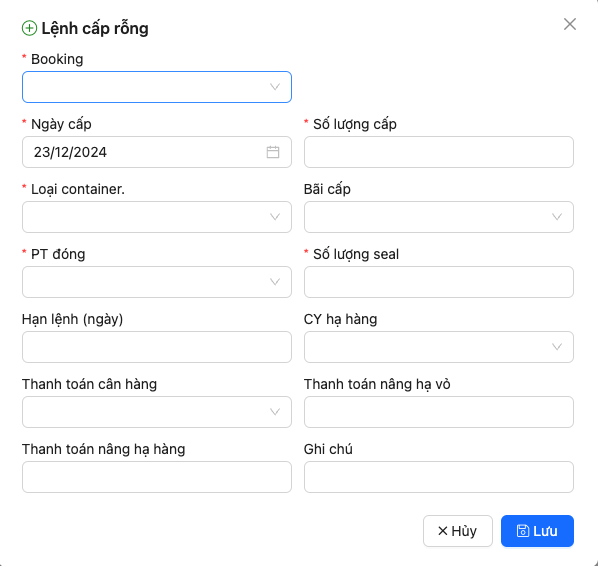 Lệnh cấp rỗng
* Booking
* Ngày cấp
* Số lượng cấp
23/12/2024
* Loại container.
Bãi cấp
* PT đóng
* Số lượng seal
Hạn lệnh (ngày)
CY hạ hàng
Thanh toán cân hàng
Thanh toán nâng hạ vỏ
Thanh toán nâng hạ hàng
Ghi chú
Hủy
Lưu